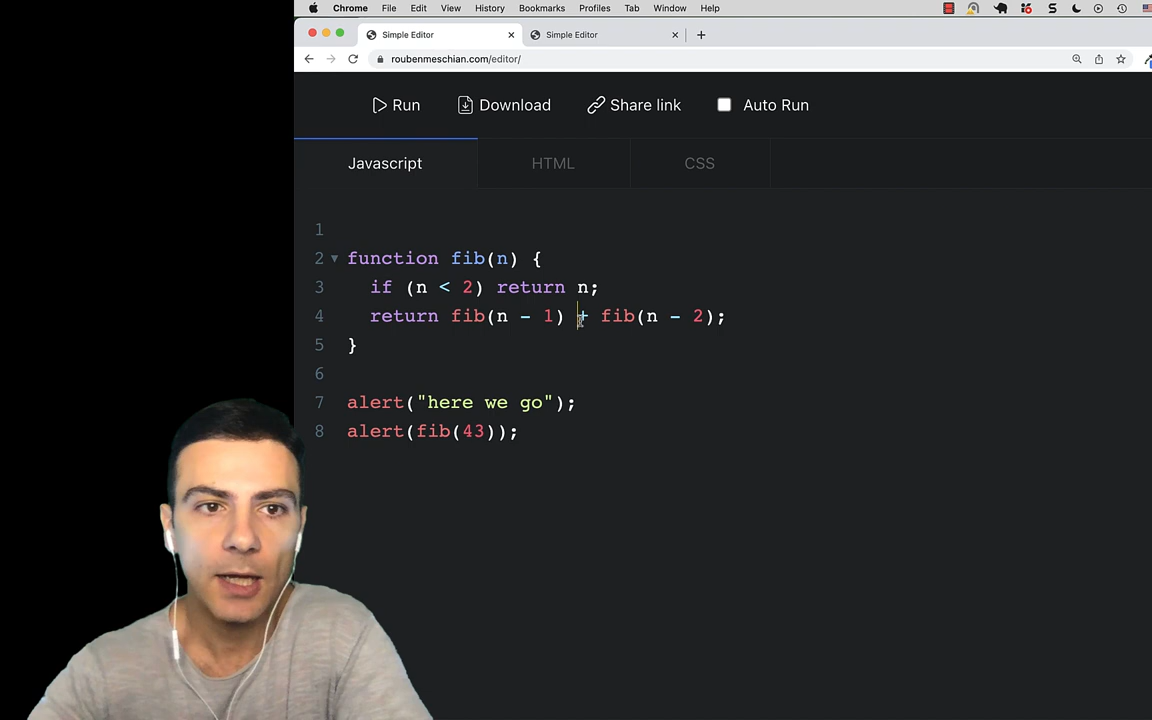 Chrome File Edit View History Bookmarks Profiles Tab Window Help
Simple Editor Simple Editor
roubenmeschian.com/editor/
Run Download Share link Auto Run
Javascript HTML CSS
1
2 function fib(n) {
3 if (n < 2) return n;
4 return fib(n - 1) + fib(n - 2);
5 }
6
7 alert("here we go");
8 alert(fib(43));